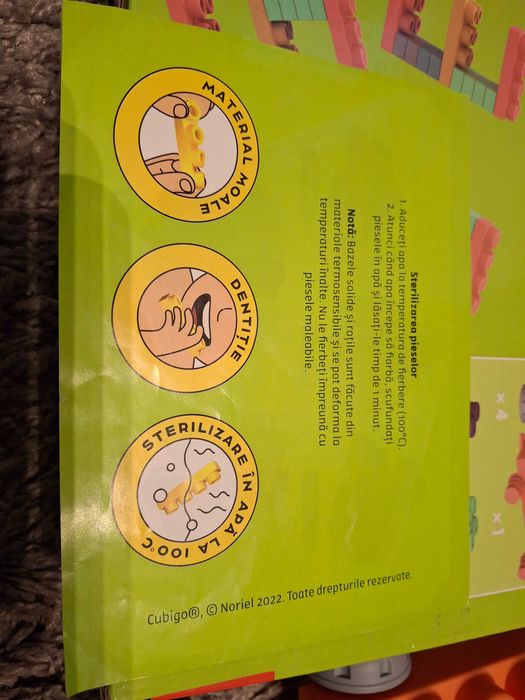 Sterilizarea pieselor
1. Aduceți apa la temperatura de fierbere (100°C).
2. Atunci când apa începe să fiarbă, scufundați
piesele în apă și lăsați-le timp de 1 minut.
Notă: Bazele solide și roțile sunt făcute din
materiale termosensibile și se pot deforma la
temperaturi înalte. Nu le fierbeți împreună cu
piesele maleabile.
MATERIAL MOALE
DENTIȚIE
STERILIZARE ÎN APĂ LA 100°C
Cubigo®, © Noriel 2022. Toate drepturile rezervate.
x4
x1